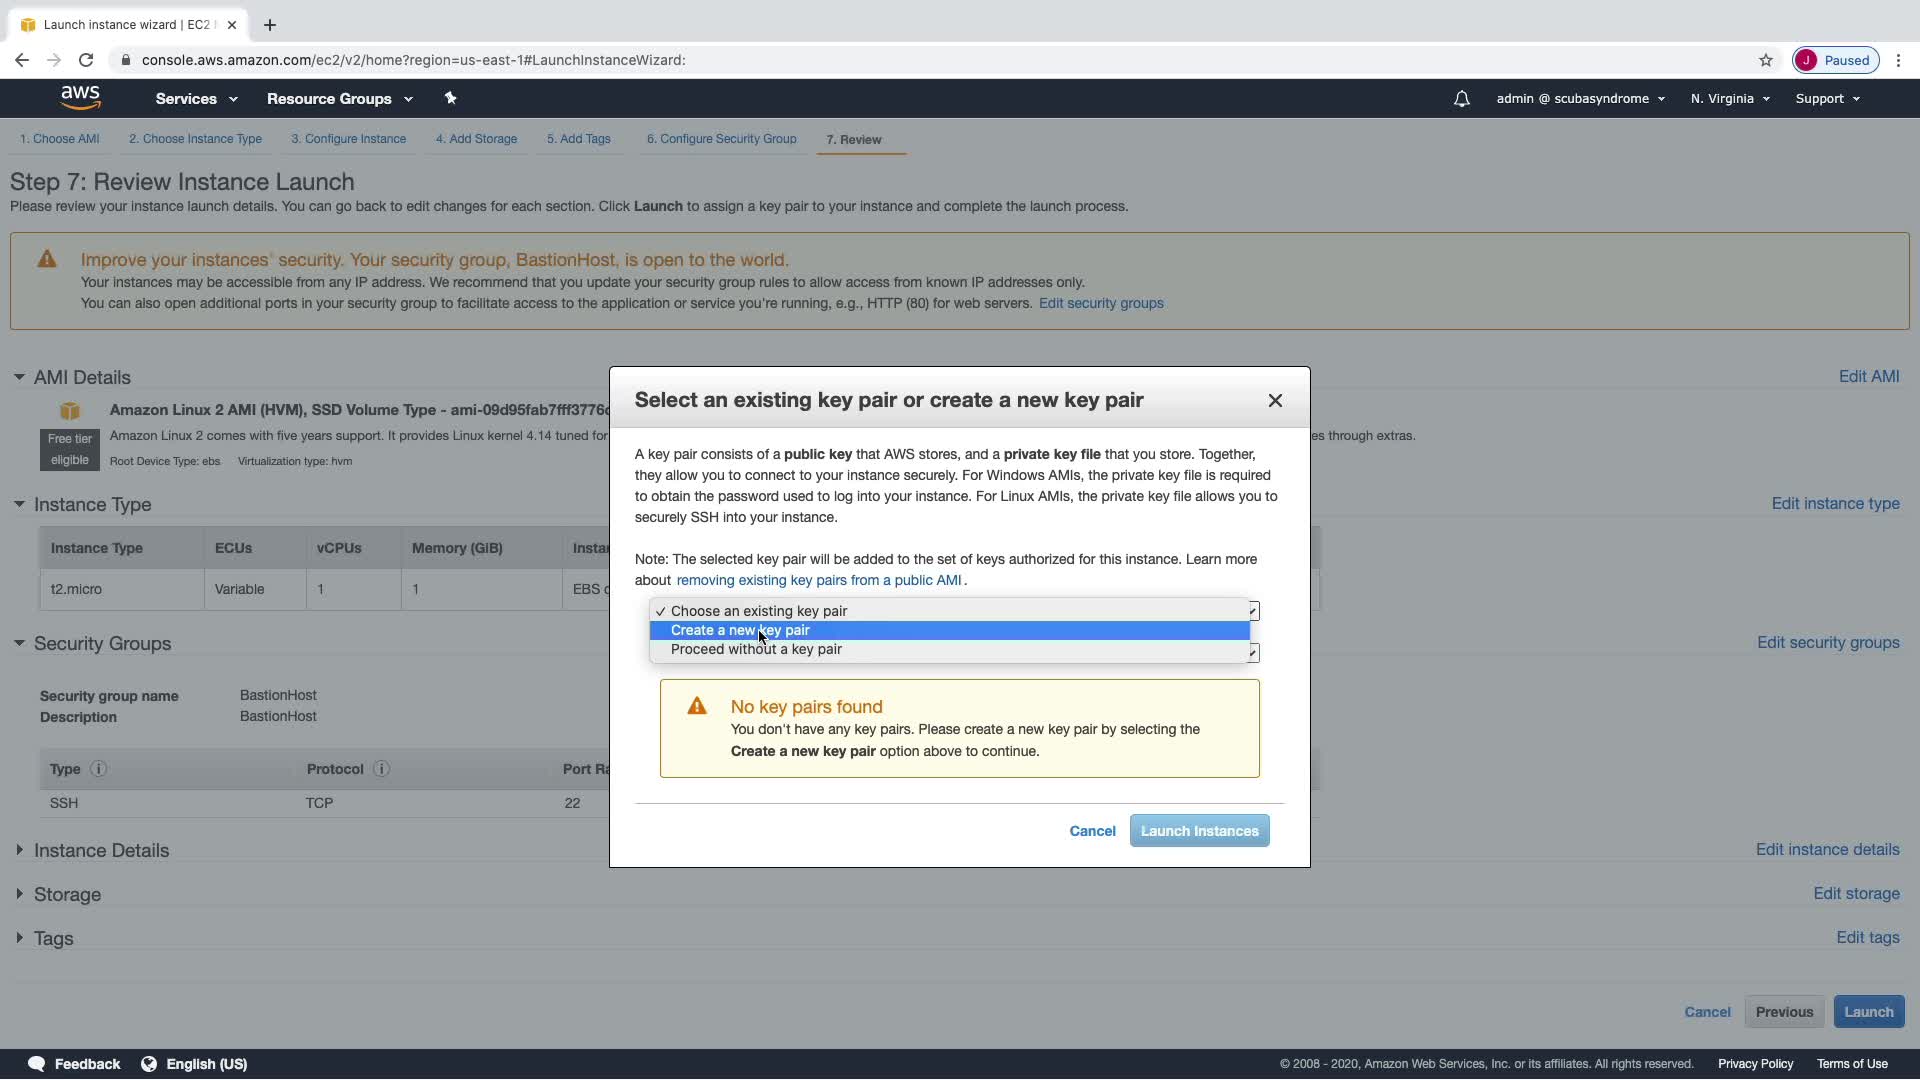 Launch instance wizard | EC2
console.aws.amazon.com/ec2/v2/home?region=us-east-1#LaunchInstanceWizard:
J Paused
aws Services Resource Groups admin @ scubasyndrome N. Virginia Support
1. Choose AMI 2. Choose Instance Type 3. Configure Instance 4. Add Storage 5. Add Tags 6. Configure Security Group 7. Review
Step 7: Review Instance Launch
Please review your instance launch details. You can go back to edit changes for each section. Click Launch to assign a key pair to your instance and complete the launch process.
Improve your instances' security. Your security group, BastionHost, is open to the world.
Your instances may be accessible from any IP address. We recommend that you update your security group rules to allow access from known IP addresses only.
You can also open additional ports in your security group to facilitate access to the application or service you're running, e.g., HTTP (80) for web servers. Edit security groups
AMI Details Edit AMI
Amazon Linux 2 AMI (HVM), SSD Volume Type - ami-09d95fab7fff3776
Free tier
eligible
Amazon Linux 2 comes with five years support. It provides Linux kernel 4.14 tuned for
es through extras.
Root Device Type: ebs Virtualization type: hvm
Instance Type Edit instance type
Instance Type ECUs vCPUs Memory (GiB) Insta
t2.micro Variable 1 1 EBS
Security Groups Edit security groups
Security group name BastionHost
Description BastionHost
Type i Protocol i Port Ra
SSH TCP 22
Instance Details Edit instance details
Storage Edit storage
Tags Edit tags
Select an existing key pair or create a new key pair
A key pair consists of a public key that AWS stores, and a private key file that you store. Together,
they allow you to connect to your instance securely. For Windows AMIs, the private key file is required
to obtain the password used to log into your instance. For Linux AMIs, the private key file allows you to
securely SSH into your instance.
Note: The selected key pair will be added to the set of keys authorized for this instance. Learn more
about removing existing key pairs from a public AMI .
Choose an existing key pair
Create a new key pair
Proceed without a key pair
No key pairs found
You don't have any key pairs. Please create a new key pair by selecting the
Create a new key pair option above to continue.
Cancel Launch Instances
Cancel Previous Launch
Feedback English (US) © 2008 - 2020, Amazon Web Services, Inc. or its affiliates. All rights reserved. Privacy Policy Terms of Use